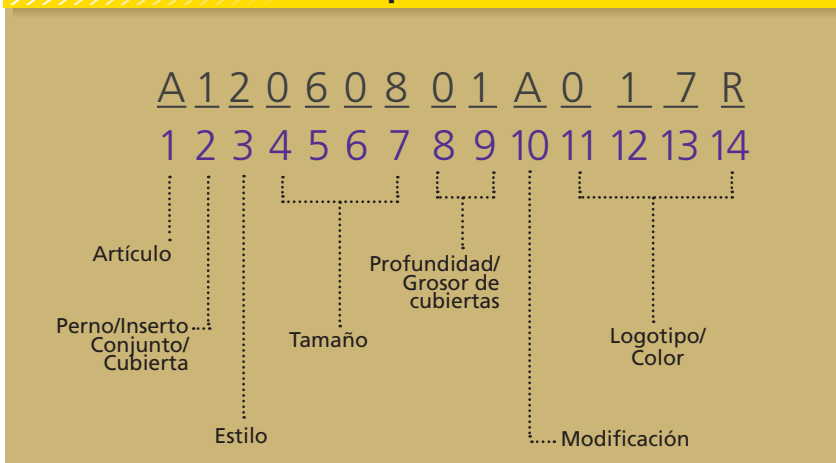 A 1 2 0 6 0 8 0 1 A 0 1 7 R
1 2 3 4 5 6 7 8 9 10 11 12 13 14
Artículo
Profundidad/
Grosor de
cubiertas
Perno/Inserto
Conjunto/
Cubierta
Tamaño
Logotipo/
Color
Estilo
Modificación